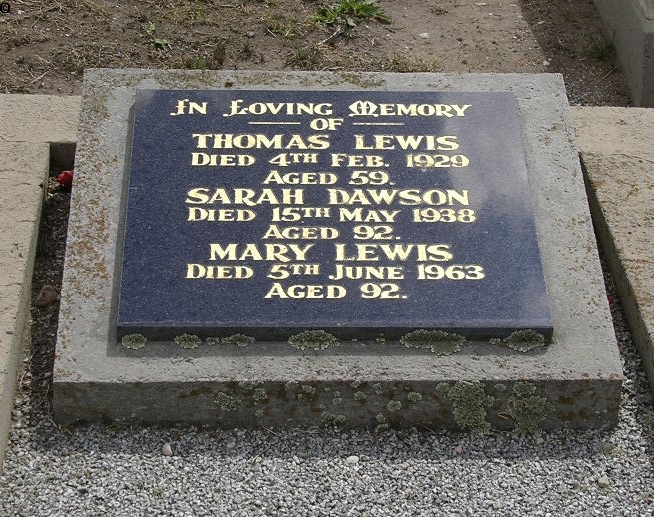 In Loving Memory
OF
THOMAS LEWIS
DIED 4TH FEB. 1929
AGED 59.
SARAH DAWSON
DIED 15TH MAY 1938
AGED 92.
MARY LEWIS
DIED 5TH JUNE 1963
AGED 92.